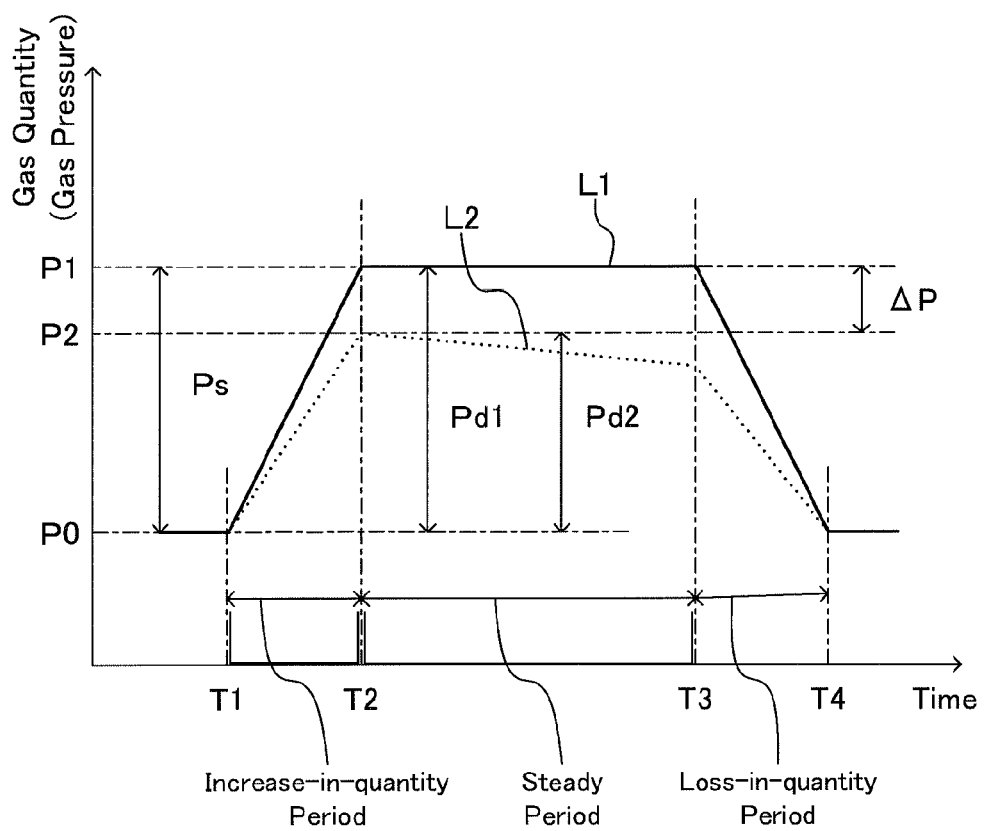 Gas Quantity
(Gas Pressure)
L1
L2
P1
ΔP
P2
Ps
Pd1
Pd2
P0
T1
T2
T3
T4
Time
Increase-in-quantity
Period
Steady
Period
Loss-in-quantity
Period